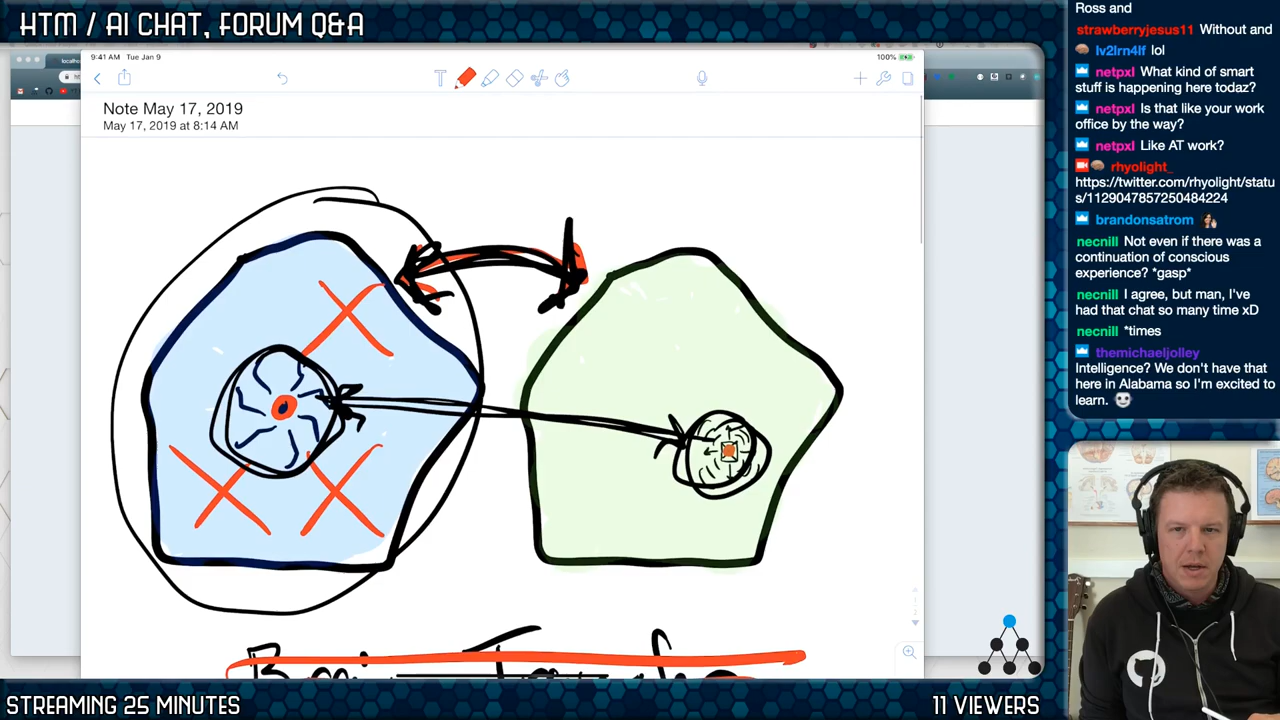 HTM / AI CHAT, FORUM Q&A
9:41 AM Tue Jan 9
100%
Note May 17, 2019
May 17, 2019 at 8:14 AM
T
Ross and
strawberryjesus11 Without and
lv2lrn4lf lol
netpxl What kind of smart
stuff is happening here todaz?
netpxl Is that like your work
office by the way?
netpxl Like AT work?
rhyolight_
https://twitter.com/rhyolight/statu
s/1129047857250484224
brandonsatrom
necnill Not even if there was a
continuation of conscious
experience? *gasp*
necnill I agree, but man, I've
had that chat so many time xD
necnill *times
themichaeljolley
Intelligence? We don't have that
here in Alabama so I'm excited to
learn.
STREAMING 25 MINUTES
11 VIEWERS